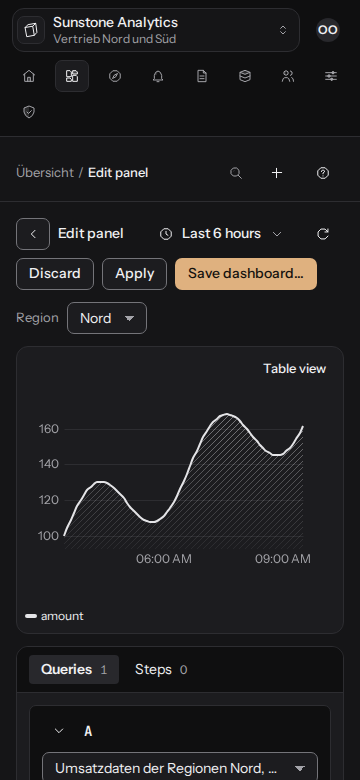 Sunstone Analytics
Vertrieb Nord und Süd
OO
Übersicht / Edit panel
Edit panel
Last 6 hours
Discard
Apply
Save dashboard...
Region
Nord
Table view
160
140
120
100
06:00 AM
09:00 AM
amount
Queries 1
Steps 0
A
Umsatzdaten der Regionen Nord, ...